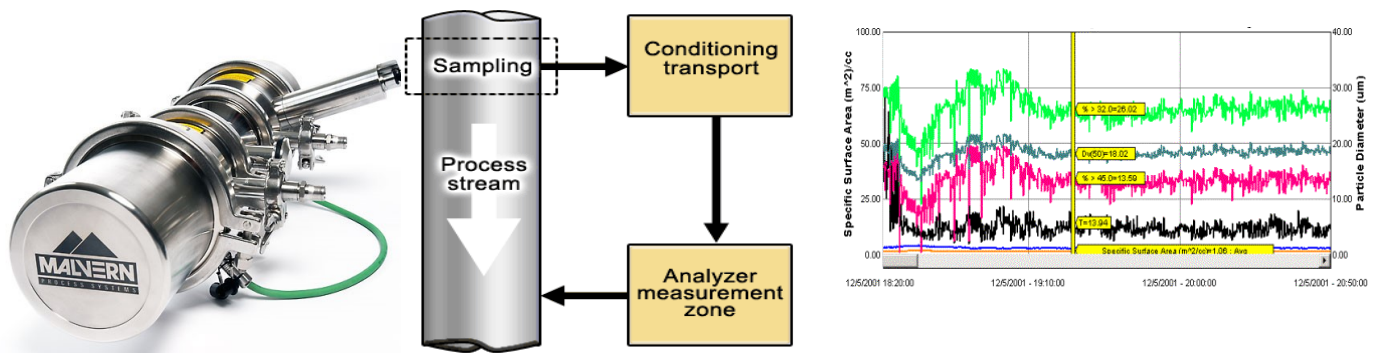 MALVERN
PROCESS SYSTEMS
Sampling
Process
stream
Conditioning
transport
Analyzer
measurement
zone
Specific Surface Area (m^2)/cc
100.00
75.00
50.00
25.00
0.00
40.00
30.00
20.00
10.00
0.00
Particle Diameter (um)
% > 32.0=26.02
Dv(50)=18.02
% > 45.0=13.59
T=13.94
Specific Surface Area (m^2/cc)=1.06 : Avg
12/5/2001 18:20:00
12/5/2001 - 19:10:00
12/5/2001 - 20:00:00
12/5/2001 - 20:50:00